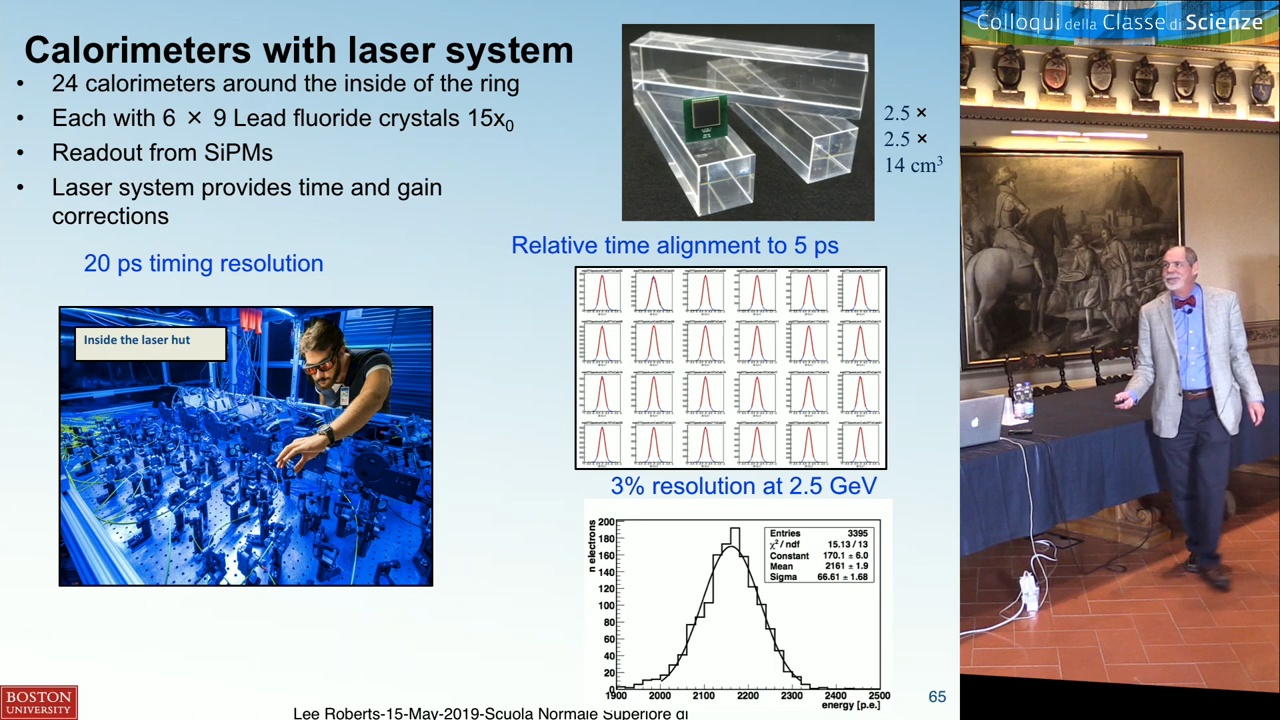 Calorimeters with laser system
• 24 calorimeters around the inside of the ring
• Each with 6 × 9 Lead fluoride crystals 15x0
• Readout from SiPMs
• Laser system provides time and gain
corrections
20 ps timing resolution
Inside the laser hut
2.5 ×
2.5 ×
14 cm³
Relative time alignment to 5 ps
3% resolution at 2.5 GeV
n electrons
200
180
160
140
120
100
80
60
40
20
0
Entries 3395
χ² / ndf 15.13 / 13
Constant 170.1 ± 6.0
Mean 2161 ± 1.9
Sigma 66.61 ± 1.68
1900 2000 2100 2200 2300 2400 2500
energy [p.e.]
65
BOSTON
UNIVERSITY
Lee Roberts-15-May-2019-Scuola Normale Superiore di
Colloqui della Classe di Scienze